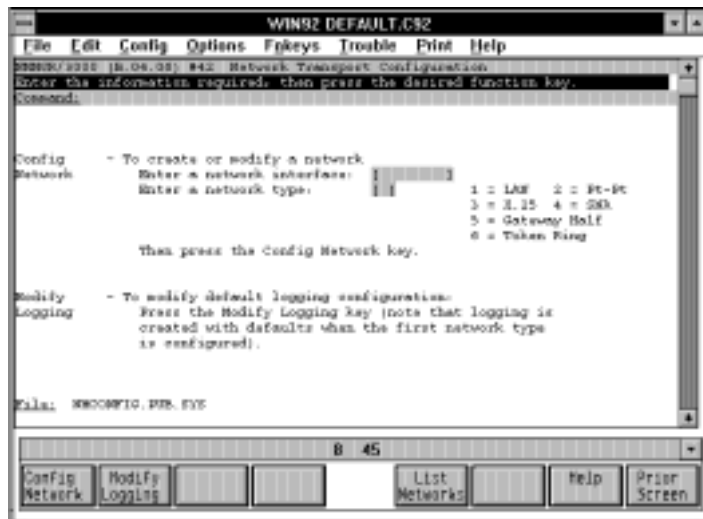 WIN92 DEFAULT.C92
File Edit Config Options Fnkeys Trouble Print Help
NMMGR/3000 (B.06.08) #42 Network Transport Configuration
Enter the information required, then press the desired function key.
Command:
Config - To create or modify a network
Network Enter a network interface: [ ]
Enter a network type: [ ] 1 = LAN 2 = Pt-Pt
3 = X.25 4 = SNA
5 = Gateway Half
6 = Token Ring
Then press the Config Network key.
Modify - To modify default logging configuration.
Logging Press the Modify Logging key (note that logging is
created with defaults when the first network type
is configured).
File: NMCONFIG.PUB.SYS
8 45
Config Network
Modify Logging
List Networks
Help
Prior Screen